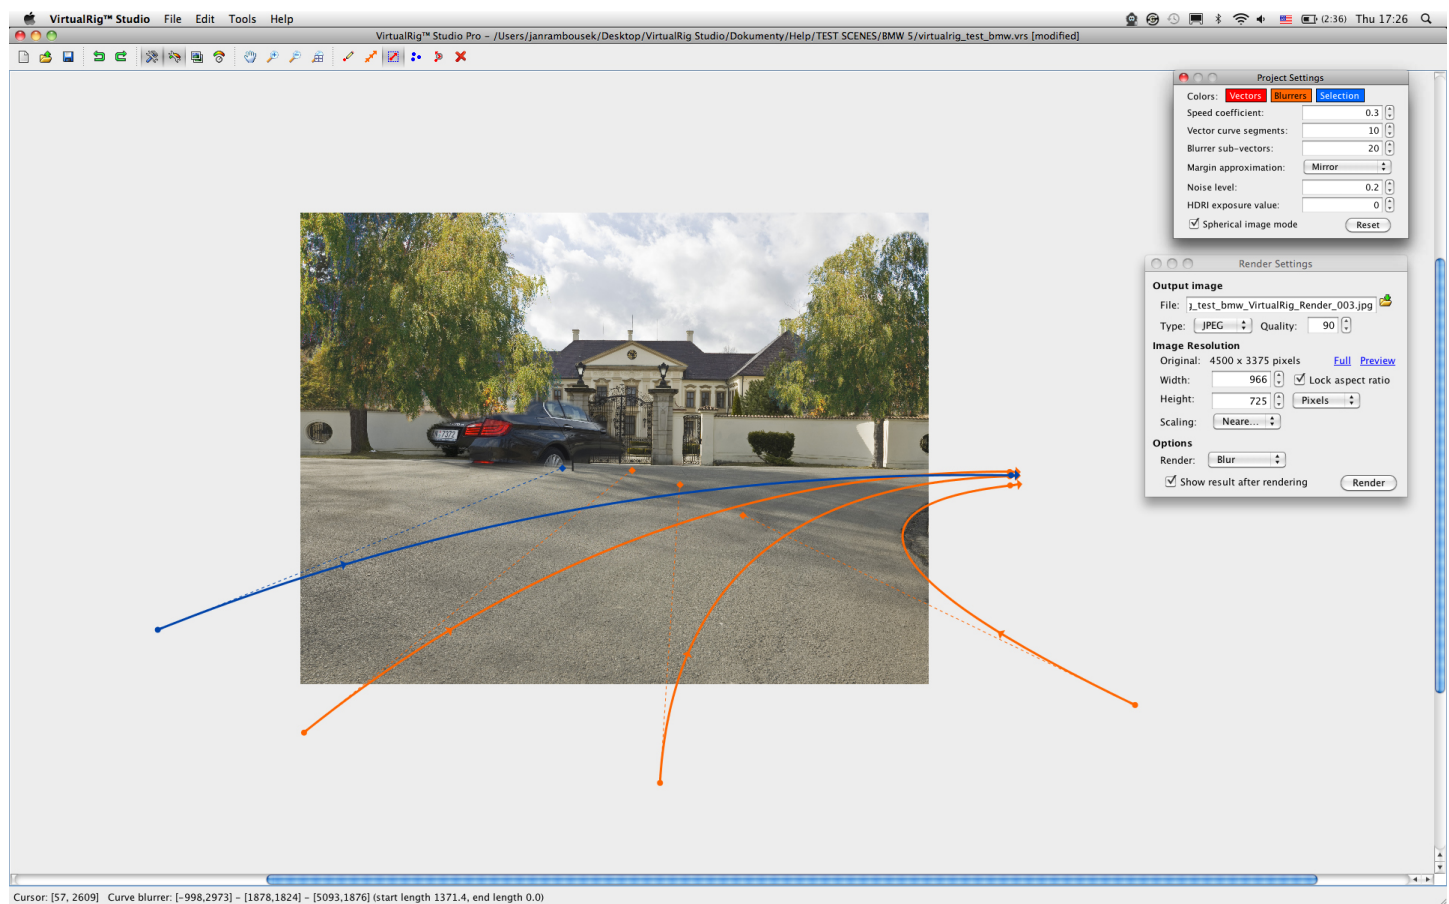 VirtualRig™ Studio File Edit Tools Help (2:36) Thu 17:26
VirtualRig™ Studio Pro – /Users/janrambousek/Desktop/VirtualRig Studio/Dokumenty/Help/TEST SCENES/BMW 5/virtualrig_test_bmw.vrs [modified]
Project Settings
Colors: Vectors Blurrers Selection
Speed coefficient: 0.3
Vector curve segments: 10
Blurrer sub-vectors: 20
Margin approximation: Mirror
Noise level: 0.2
HDRI exposure value: 0
Spherical image mode Reset
Render Settings
Output image
File: _test_bmw_VirtualRig_Render_003.jpg
Type: JPEG Quality: 90
Image Resolution
Original: 4500 x 3375 pixels Full Preview
Width: 966 Lock aspect ratio
Height: 725 Pixels
Scaling: Neare...
Options
Render: Blur
Show result after rendering Render
Cursor: [57, 2609] Curve blurrer: [-998,2973] – [1878,1824] – [5093,1876] (start length 1371.4, end length 0.0)